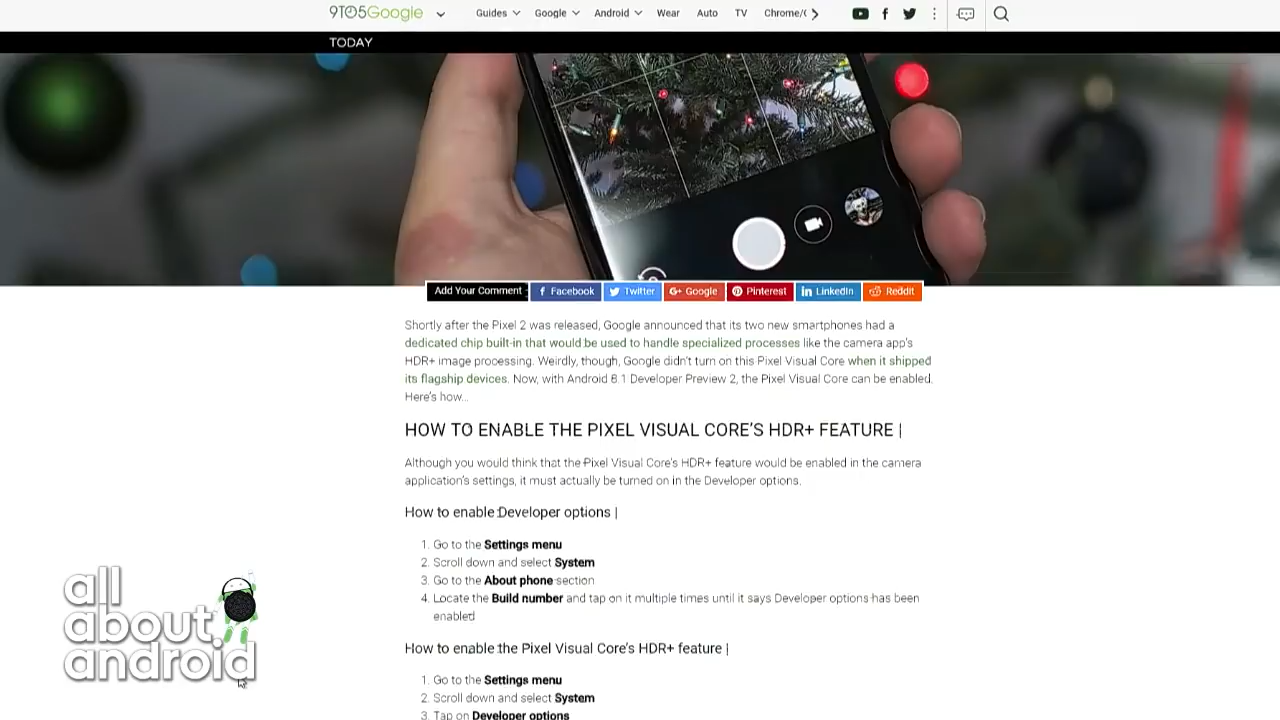 9TO5Google
Guides Google Android Wear Auto TV Chrome/
TODAY
Add Your Comment Facebook Twitter G+ Google Pinterest LinkedIn Reddit
Shortly after the Pixel 2 was released, Google announced that its two new smartphones had a
dedicated chip built-in that would be used to handle specialized processes like the camera app's
HDR+ image processing. Weirdly, though, Google didn't turn on this Pixel Visual Core when it shipped
its flagship devices. Now, with Android 8.1 Developer Preview 2, the Pixel Visual Core can be enabled.
Here's how...
HOW TO ENABLE THE PIXEL VISUAL CORE'S HDR+ FEATURE |
Although you would think that the Pixel Visual Core's HDR+ feature would be enabled in the camera
application's settings, it must actually be turned on in the Developer options.
How to enable Developer options |
1. Go to the Settings menu
2. Scroll down and select System
3. Go to the About phone section
4. Locate the Build number and tap on it multiple times until it says Developer options has been
enabled
How to enable the Pixel Visual Core's HDR+ feature |
1. Go to the Settings menu
2. Scroll down and select System
3. Tap on Developer options
all
about
android